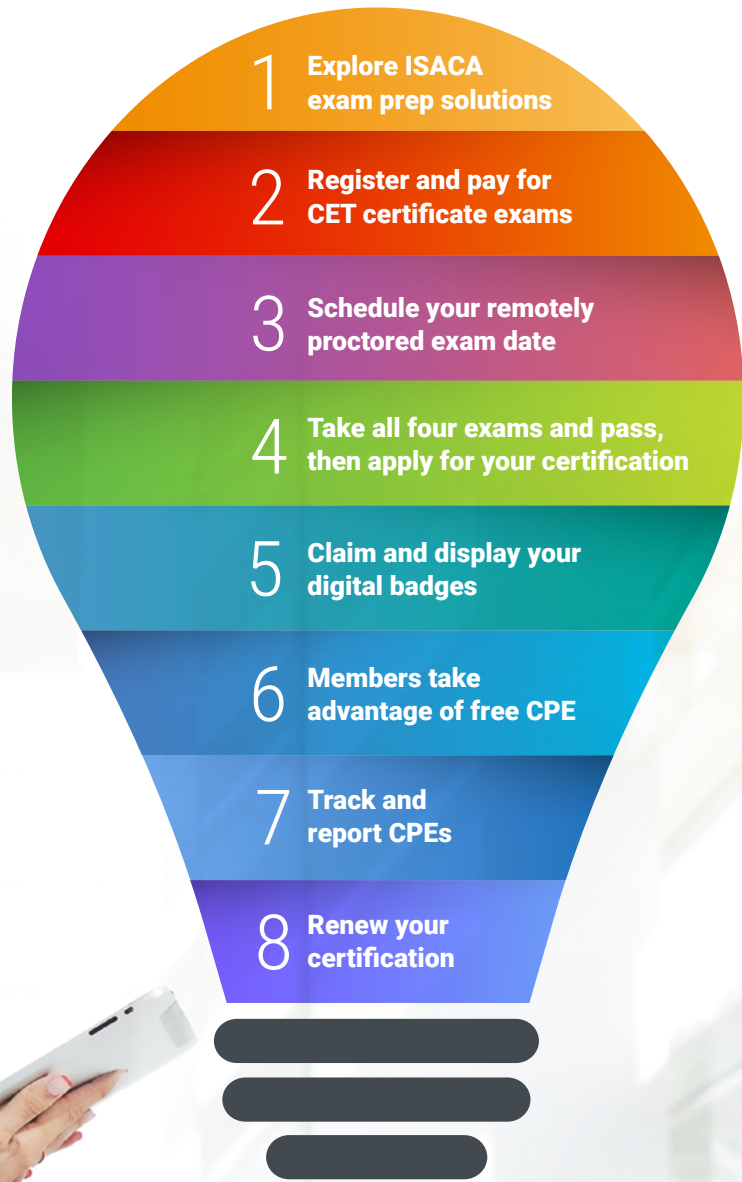 1 Explore ISACA
exam prep solutions
2 Register and pay for
CET certificate exams
3 Schedule your remotely
proctored exam date
4 Take all four exams and pass,
then apply for your certification
5 Claim and display your
digital badges
6 Members take
advantage of free CPE
7 Track and
report CPEs
8 Renew your
certification